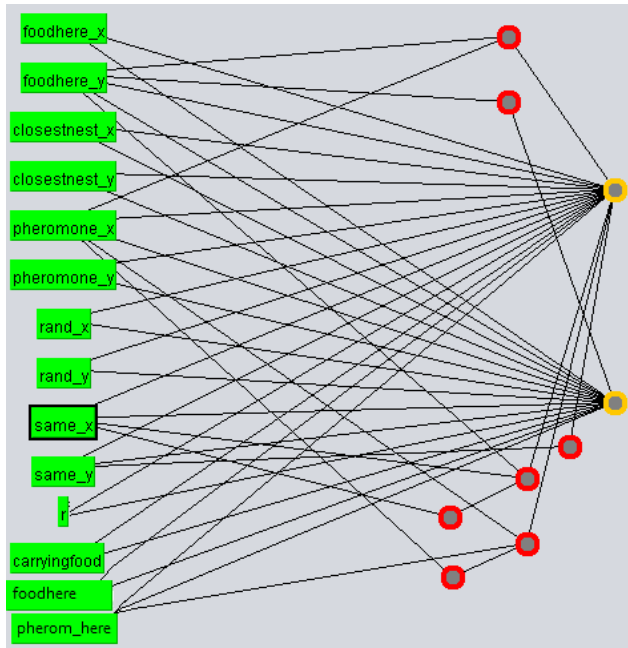 foodhere_x
foodhere_y
closestnest_x
closestnest_y
pheromone_x
pheromone_y
rand_x
rand_y
same_x
same_y
r
carryingfood
foodhere
pherom_here